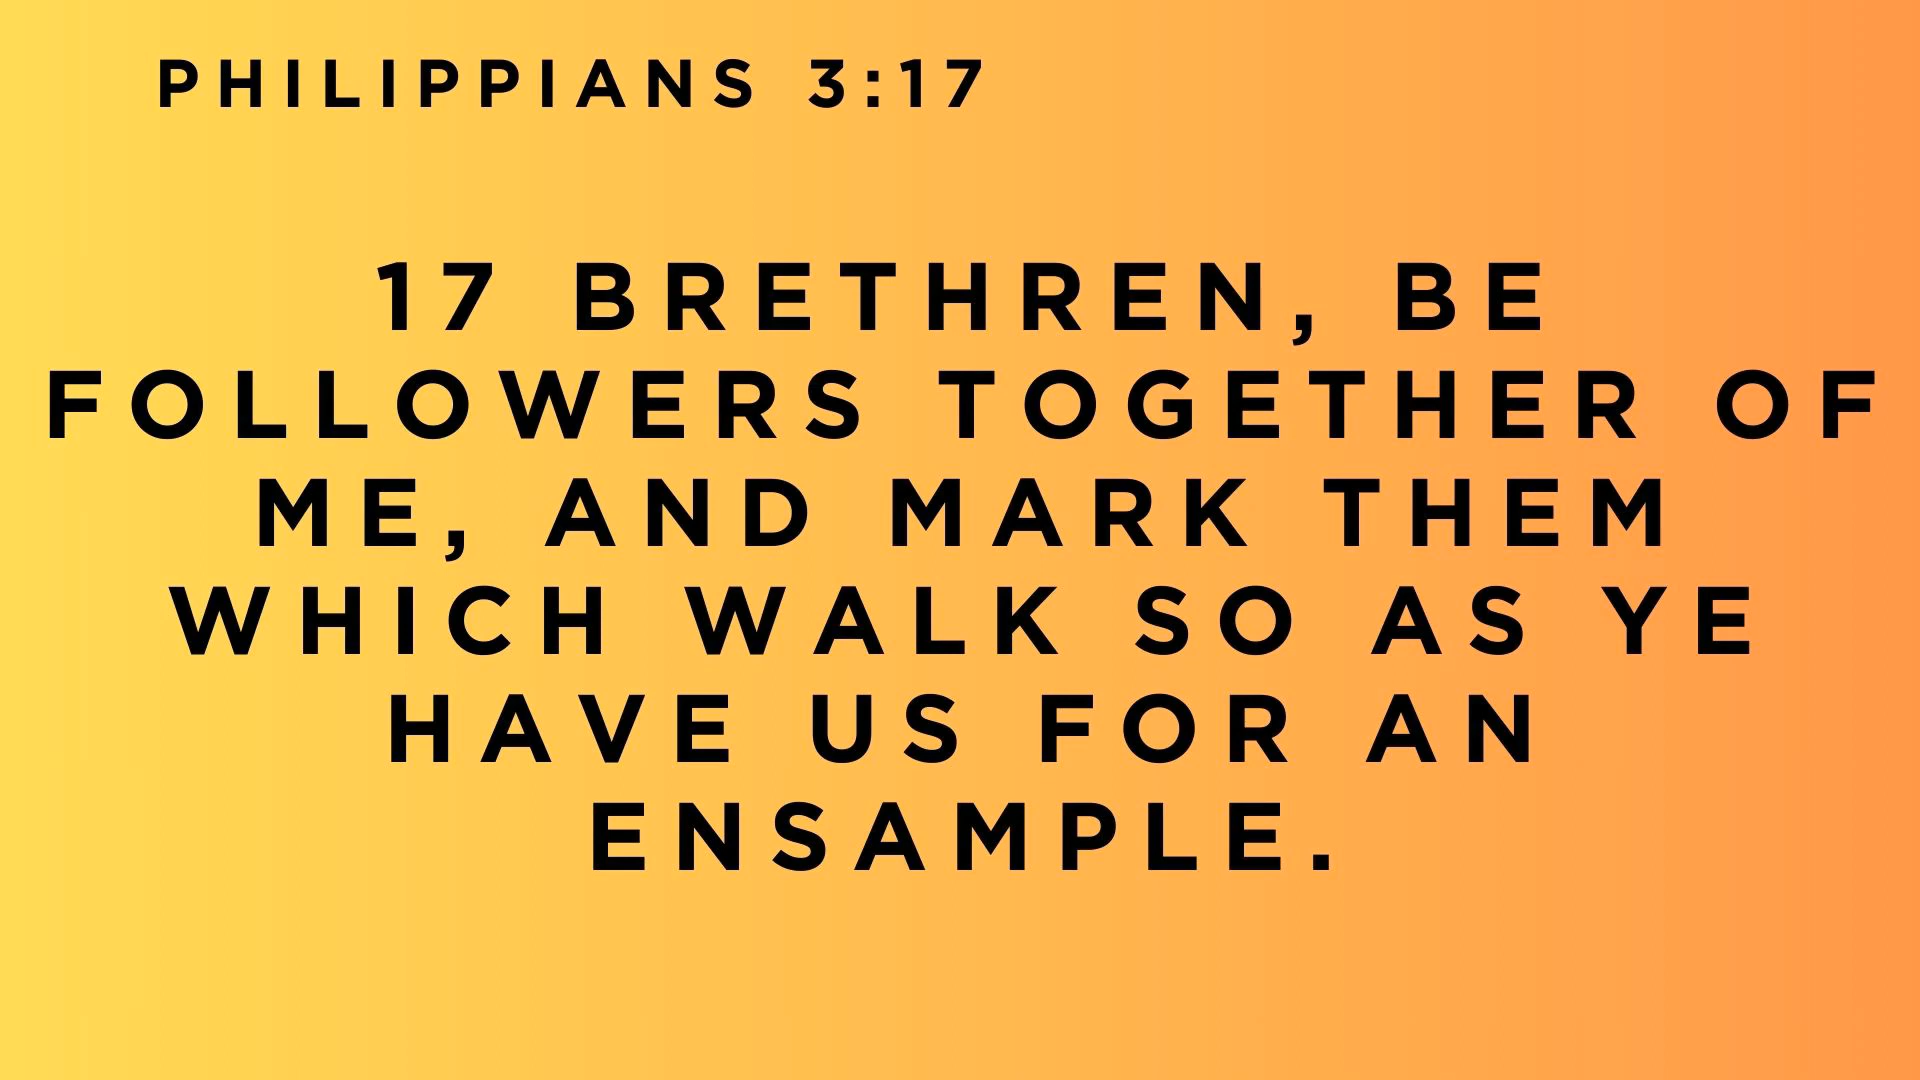 PHILIPPIANS 3:17
17 BRETHREN, BE
FOLLOWERS TOGETHER OF
ME, AND MARK THEM
WHICH WALK SO AS YE
HAVE US FOR AN
ENSAMPLE.